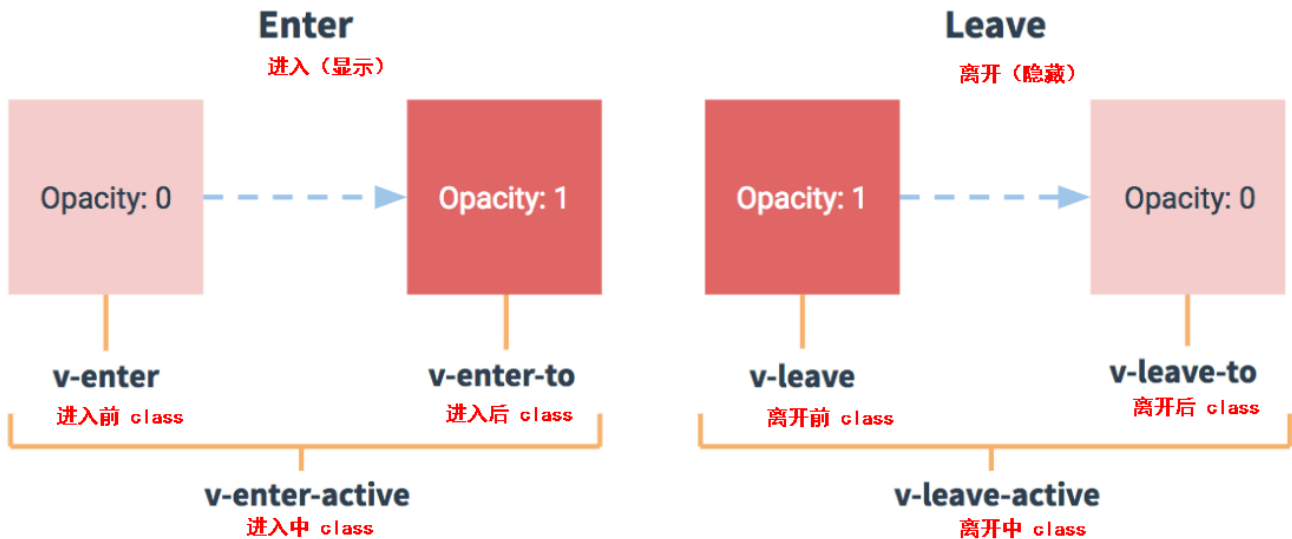 Enter
进入（显示）
Opacity: 0
Opacity: 1
v-enter
进入前 class
v-enter-to
进入后 class
v-enter-active
进入中 class
Leave
离开（隐藏）
Opacity: 1
Opacity: 0
v-leave
离开前 class
v-leave-to
离开后 class
v-leave-active
离开中 class